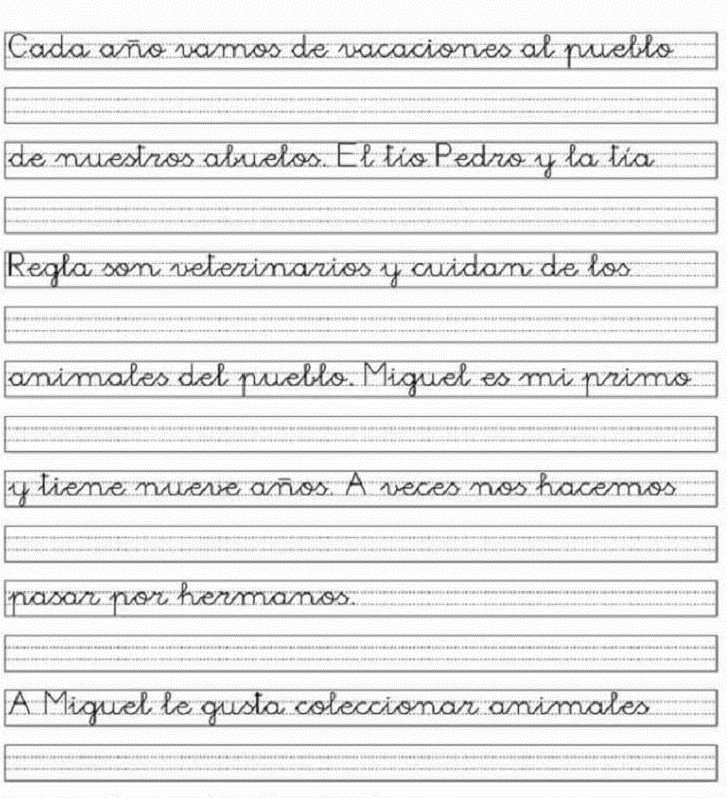 Cada año vamos de vacaciones al pueblo
de nuestros abuelos. El tío Pedro y la tía
Regla son veterinarios y cuidan de los
animales del pueblo. Miguel es mi primo
y tiene nueve años. A veces nos hacemos
pasar por hermanos.
A Miguel le gusta coleccionar animales